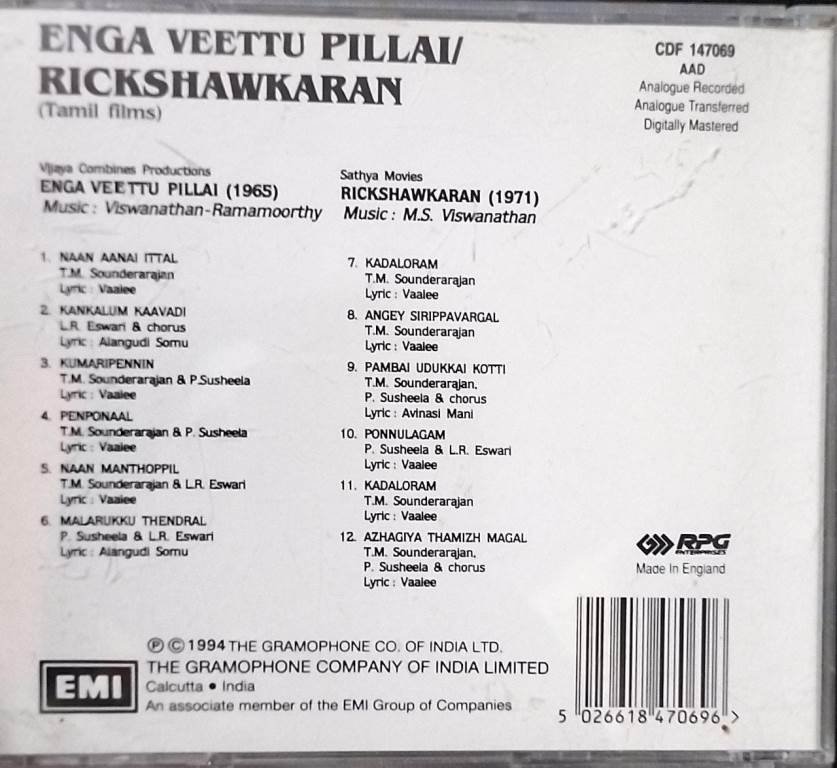 ENGA VEETTU PILLAI/
RICKSHAWKARAN
(Tamil films)
CDF 147069
AAD
Analogue Recorded
Analogue Transferred
Digitally Mastered
Vijaya Combines Productions
ENGA VEETTU PILLAI (1965)
Music : Viswanathan-Ramamoorthy
1. NAAN AANAI ITTAL
T.M. Sounderarajan
Lyric : Vaalee
2. KANKALUM KAAVADI
L.R. Eswari & chorus
Lyric : Alangudi Somu
3. KUMARIPENNIN
T.M. Sounderarajan & P.Susheela
Lyric : Vaalee
4. PENPONAAL
T.M. Sounderarajan & P. Susheela
Lyric : Vaalee
5. NAAN MANTHOPPIL
T.M. Sounderarajan & L.R. Eswari
Lyric : Vaalee
6. MALARUKKU THENDRAL
P. Susheela & L.R. Eswari
Lyric : Alangudi Somu
Sathya Movies
RICKSHAWKARAN (1971)
Music : M.S. Viswanathan
7. KADALORAM
T.M. Sounderarajan
Lyric : Vaalee
8. ANGEY SIRIPPAVARGAL
T.M. Sounderarajan
Lyric : Vaalee
9. PAMBAI UDUKKAI KOTTI
T.M. Sounderarajan,
P. Susheela & chorus
Lyric : Avinasi Mani
10. PONNULAGAM
P. Susheela & L.R. Eswari
Lyric : Vaalee
11. KADALORAM
T.M. Sounderarajan
Lyric : Vaalee
12. AZHAGIYA THAMIZH MAGAL
T.M. Sounderarajan,
P. Susheela & chorus
Lyric : Vaalee
RPG
ENTERPRISES
Made In England
EMI
Ⓟ Ⓒ 1994 THE GRAMOPHONE CO. OF INDIA LTD.
THE GRAMOPHONE COMPANY OF INDIA LIMITED
Calcutta • India
An associate member of the EMI Group of Companies
5 026618 470696 >